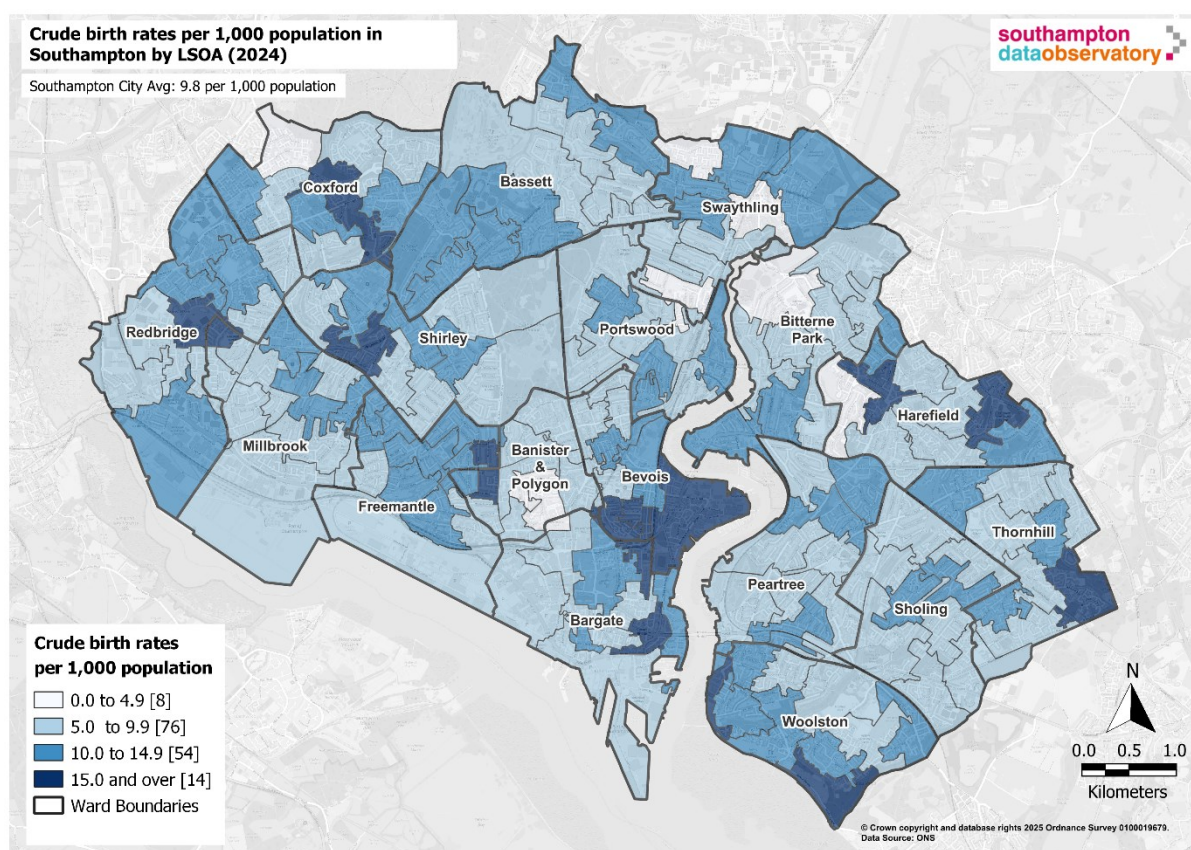 Crude birth rates per 1,000 population in
Southampton by LSOA (2024)
Southampton City Avg: 9.8 per 1,000 population
southampton
dataobservatory
Coxford
Bassett
Swaythling
Redbridge
Shirley
Portswood
Bitterne
Park
Harefield
Millbrook
Banister
&
Polygon
Bevois
Freemantle
Thornhill
Peartree
Sholing
Bargate
Woolston
Crude birth rates
per 1,000 population
0.0 to 4.9 [8]
5.0 to 9.9 [76]
10.0 to 14.9 [54]
15.0 and over [14]
Ward Boundaries
N
0.0 0.5 1.0
Kilometers
© Crown copyright and database rights 2025 Ordnance Survey 0100019679.
Data Source: ONS